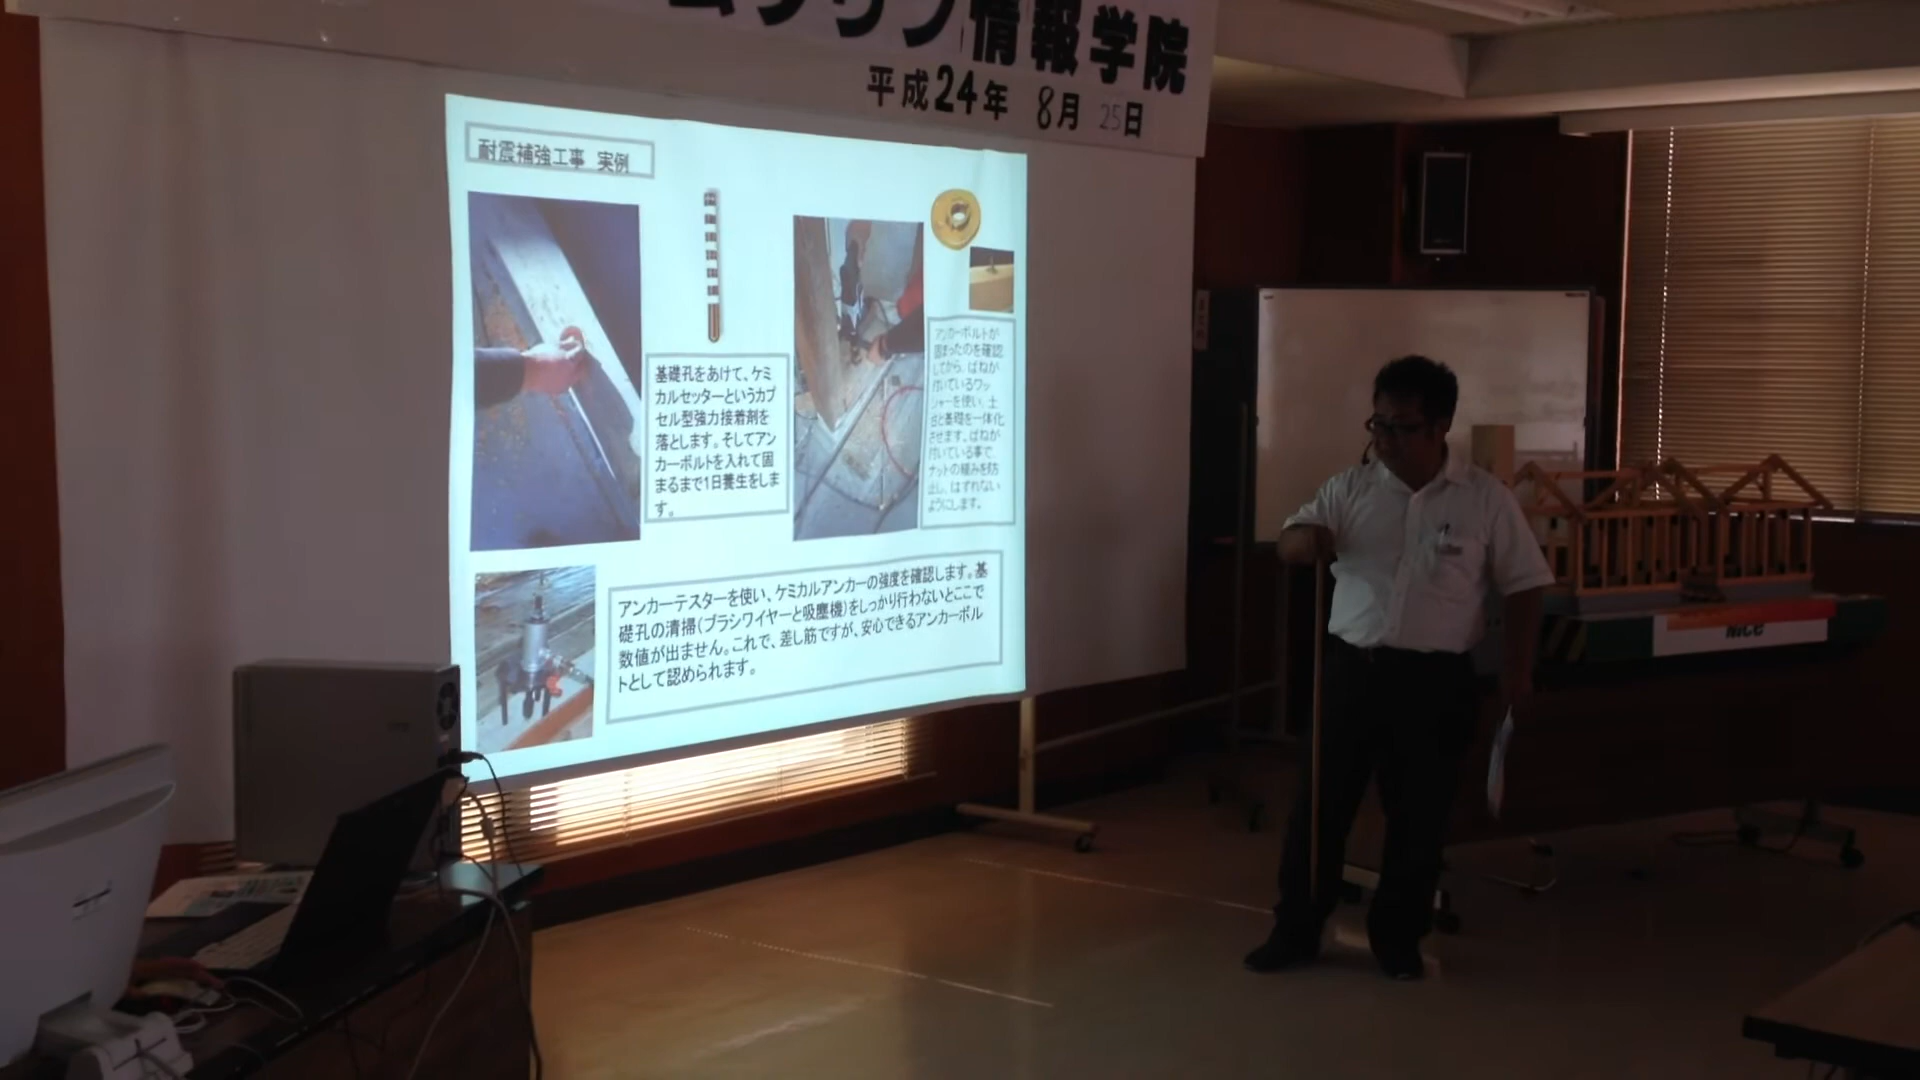 ムタウン情報学院
平成24年 8月 25日
耐震補強工事 実例
基礎孔をあけて、ケミ
カルセッターというカプ
セル型強力接着剤を
落とします。そしてアン
カーボルトを入れて固
まるまで1日養生をしま
す。
アンカーボルトが
固まったのを確認
してから、ばねが
付いているワッ
シャーを使い、土
台と基礎を一体化
させます。ばねが
付いている事で、
ナットの緩みを防
止し、はずれない
ようにします。
アンカーテスターを使い、ケミカルアンカーの強度を確認します。基
礎孔の清掃(ブラシワイヤーと吸塵機)をしっかり行わないとここで
数値が出ません。これで、差し筋ですが、安心できるアンカーボル
トとして認められます。
Nice